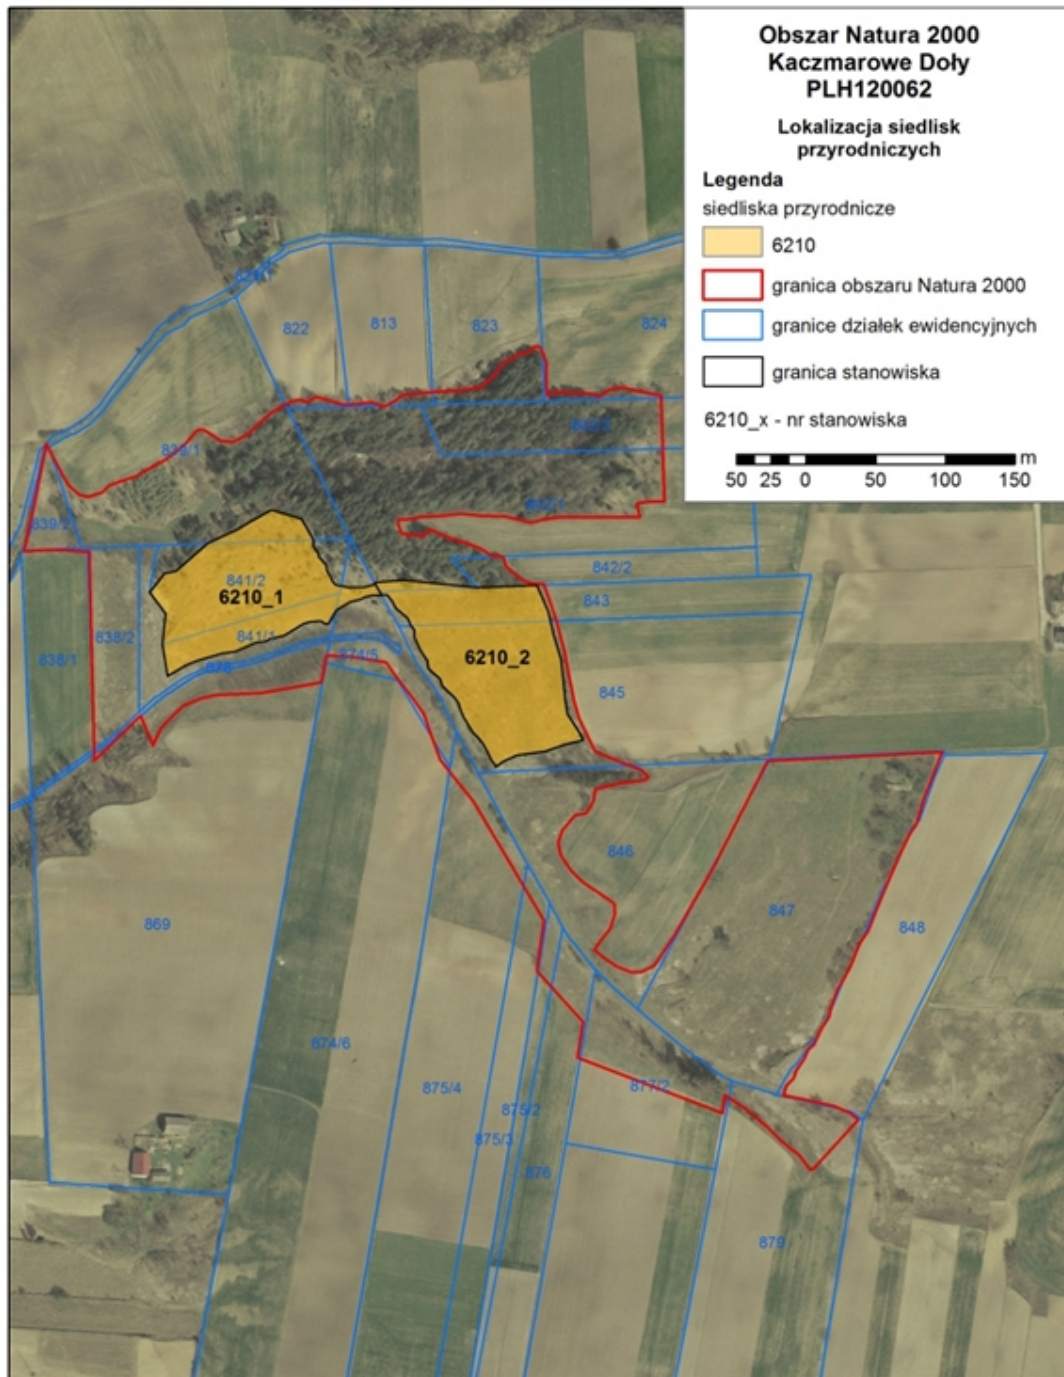 Obszar Natura 2000
Kaczmarowe Doły
PLH120062
Lokalizacja siedlisk
przyrodniczych
Legenda
siedliska przyrodnicze
6210
granica obszaru Natura 2000
granice działek ewidencyjnych
granica stanowiska
6210_x - nr stanowiska
50 25 0 50 100 150 m
822
813
823
824
839/1
839/2
842/2
841/2
6210_1
843
838/2
841/1
838/1
878
874/5
6210_2
845
846
847
848
869
874/6
875/4
877/2
875/2
875/3
876
879